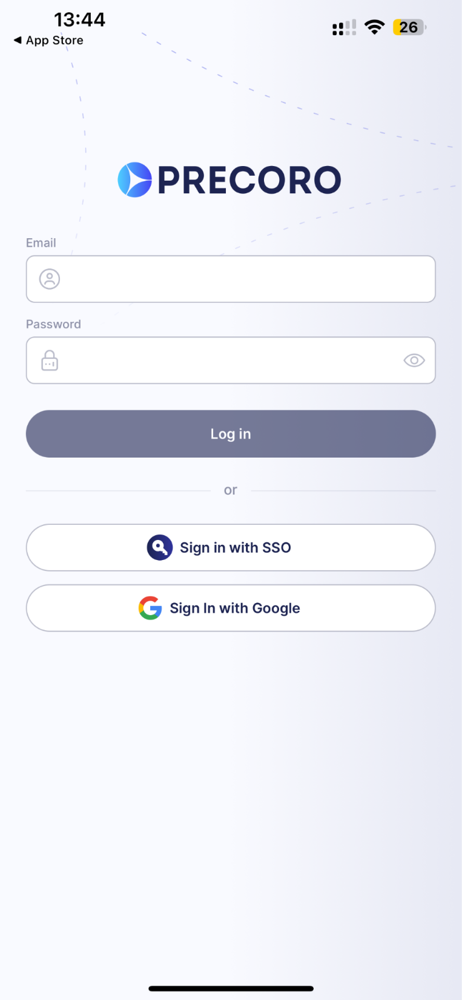 13:44
26
◀ App Store
PRECORO
Email
Password
Log in
or
Sign in with SSO
Sign In with Google